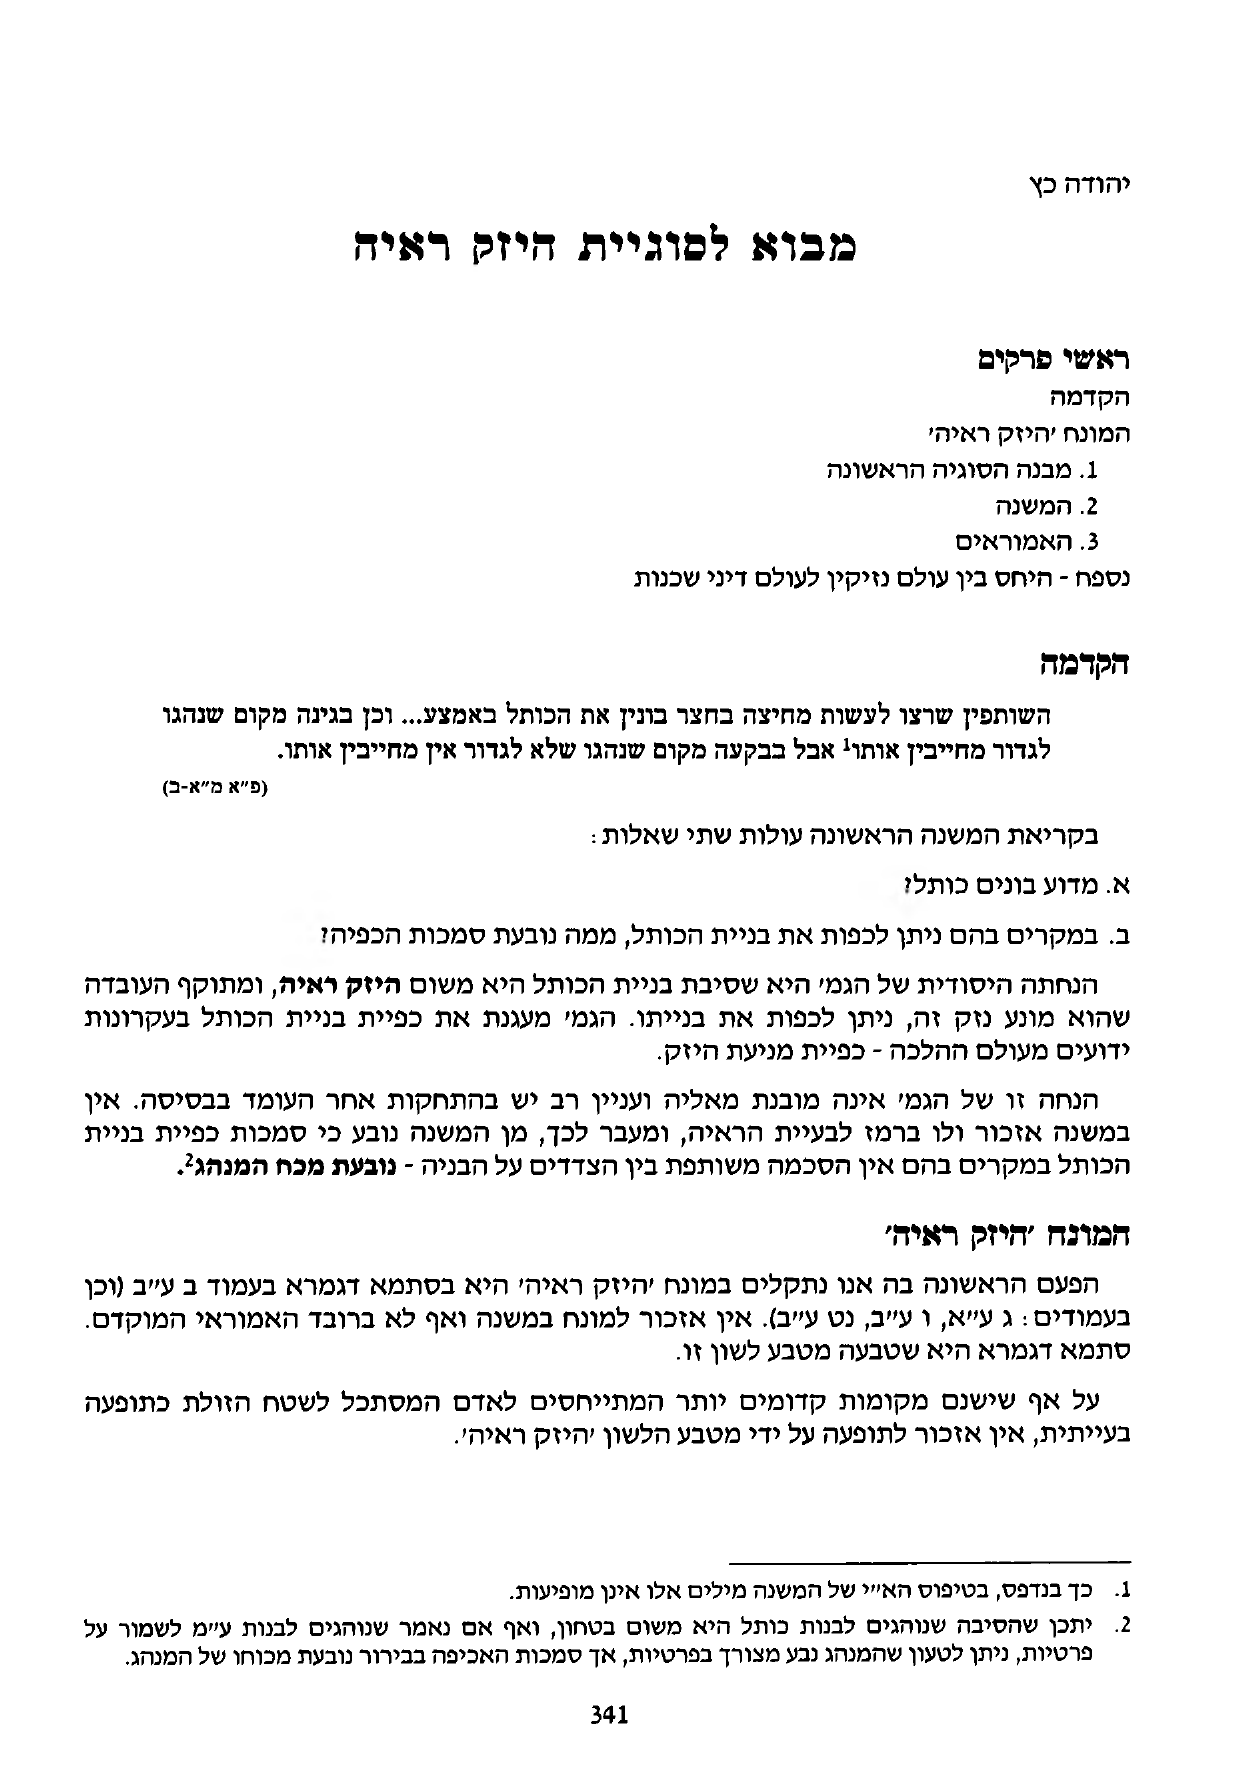 יהודה כץ
מבוא לסוגיית היזק ראיה
ראשי פרקים
הקדמה
המונח 'היזק ראיה'
1. מבנה הסוגיה הראשונה
2. המשנה
3. האמוראים
נספח - היחס בין עולם נזיקין לעולם דיני שכנות
הקדמה
השותפין שרצו לעשות מחיצה בחצר בונין את הכותל באמצע... וכן בגינה מקום שנהגו
לגדור מחייבין אותו1 אבל בבקעה מקום שנהגו שלא לגדור אין מחייבין אותו.
(פ"א מ"א-ב)
בקריאת המשנה הראשונה עולות שתי שאלות:
א. מדוע בונים כותל?
ב. במקרים בהם ניתן לכפות את בניית הכותל, ממה נובעת סמכות הכפיה?
הנחתה היסודית של הגמ' היא שסיבת בניית הכותל היא משום היזק ראיה, ומתוקף העובדה
שהוא מונע נזק זה, ניתן לכפות את בנייתו. הגמ' מעגנת את כפיית בניית הכותל בעקרונות
ידועים מעולם ההלכה - כפיית מניעת היזק.
הנחה זו של הגמ' אינה מובנת מאליה ועניין רב יש בהתחקות אחר העומד בבסיסה. אין
במשנה אזכור ולו ברמז לבעיית הראיה, ומעבר לכך, מן המשנה נובע כי סמכות כפיית בניית
הכותל במקרים בהם אין הסכמה משותפת בין הצדדים על הבניה - נובעת מכח המנהג2.
המונח 'היזק ראיה'
הפעם הראשונה בה אנו נתקלים במונח 'היזק ראיה' היא בסתמא דגמרא בעמוד ב ע"ב (וכן
בעמודים: ג ע"א, ו ע"ב, נט ע"ב). אין אזכור למונח במשנה ואף לא ברובד האמוראי המוקדם.
סתמא דגמרא היא שטבעה מטבע לשון זו.
על אף שישנם מקומות קדומים יותר המתייחסים לאדם המסתכל לשטח הזולת כתופעה
בעייתית, אין אזכור לתופעה על ידי מטבע הלשון 'היזק ראיה'.
1. כך בנדפס, בטיפוס הא"י של המשנה מילים אלו אינן מופיעות.
2. יתכן שהסיבה שנוהגים לבנות כותל היא משום בטחון, ואף אם נאמר שנוהגים לבנות ע"מ לשמור על
פרטיות, ניתן לטעון שהמנהג נבע מצורך בפרטיות, אך סמכות האכיפה בבירור נובעת מכוחו של המנהג.
341